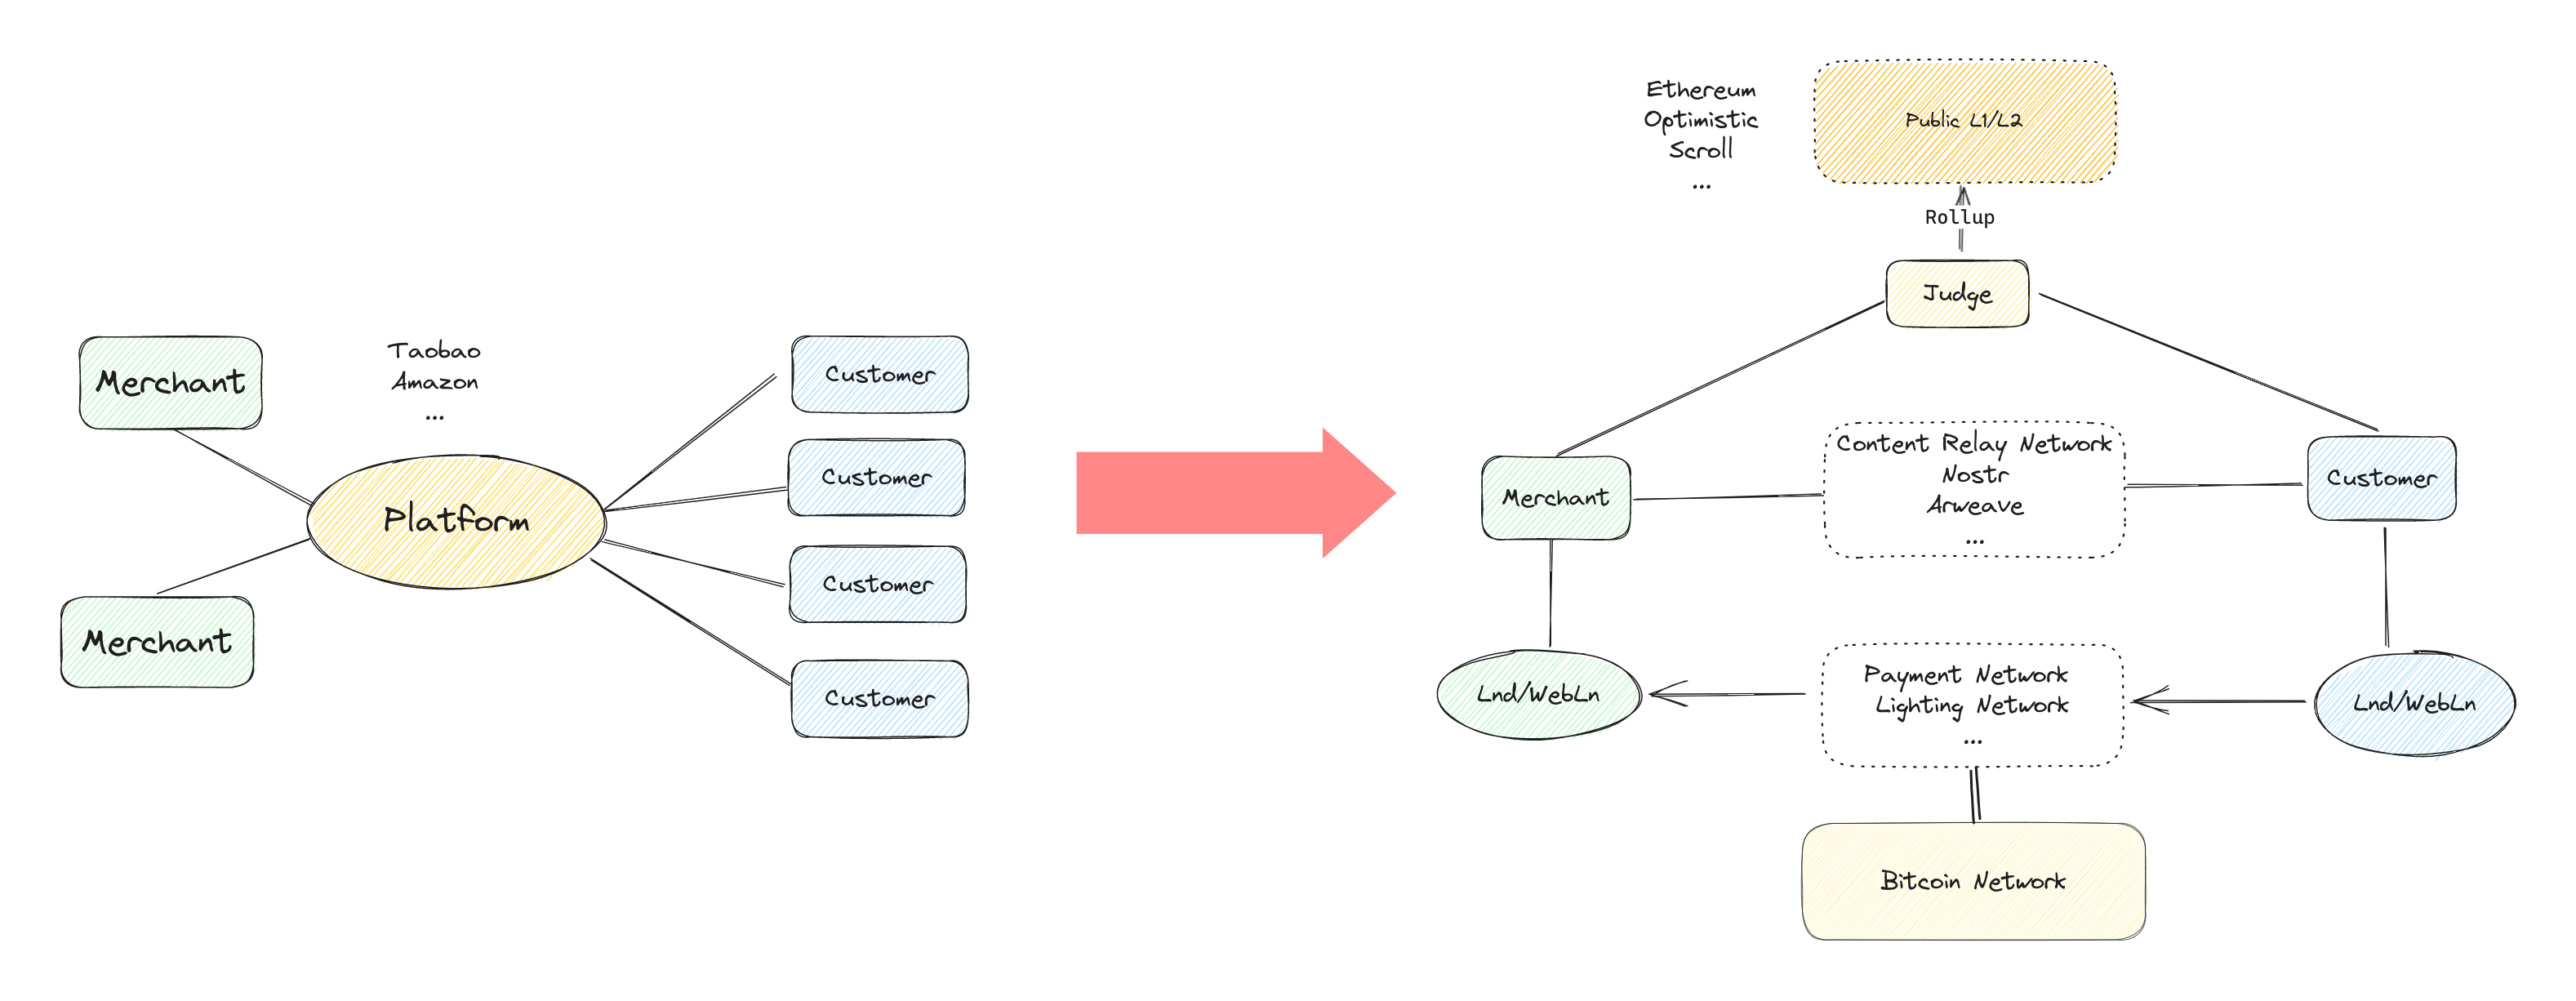 Merchant
Taobao
Amazon
...
Platform
Merchant
Customer
Customer
Customer
Customer
Ethereum
Optimistic
Scroll
...
Public L1/L2
Rollup
Judge
Merchant
Content Relay Network
Nostr
Arweave
...
Customer
Lnd/WebLn
Payment Network
Lighting Network
...
Lnd/WebLn
Bitcoin Network